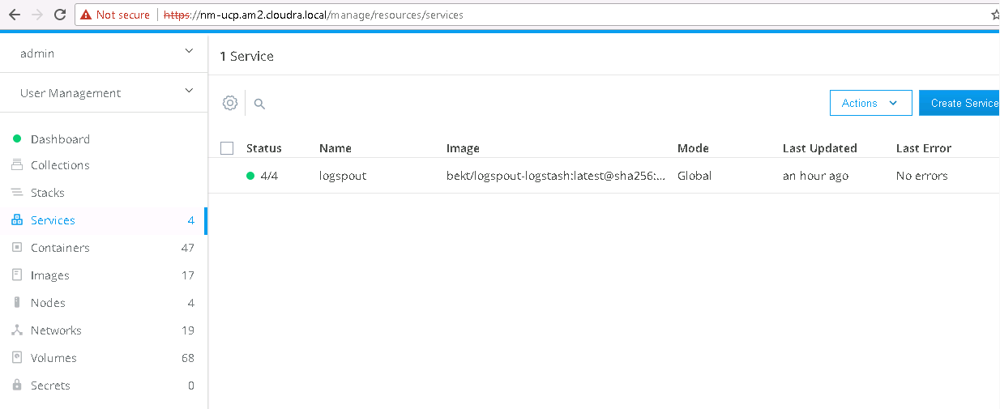 Not secure https://nm-ucp.am2.cloudra.local/manage/resources/services
admin
User Management
Dashboard
Collections
Stacks
Services 4
Containers 47
Images 17
Nodes 4
Networks 19
Volumes 68
Secrets 0
1 Service
Actions Create Service
Status Name Image Mode Last Updated Last Error
4/4 logspout bekt/logspout-logstash:latest@sha256:... Global an hour ago No errors